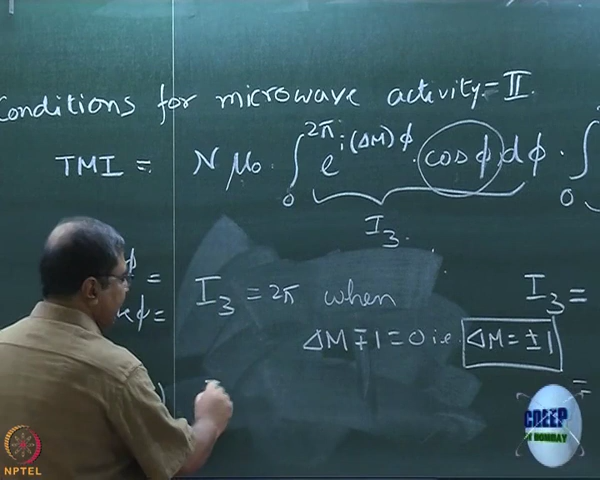 Conditions for microwave activity - II.
TMI = N μ₀ . ∫₀^2π e^i(ΔM)φ . cosφ dφ . ∫₀
I₃.
φ =
φ =
I₃ = 2π when
I₃ =
ΔM ∓ 1 = 0 i.e. ΔM = ± 1
=
CDEEP
IIT BOMBAY
NPTEL